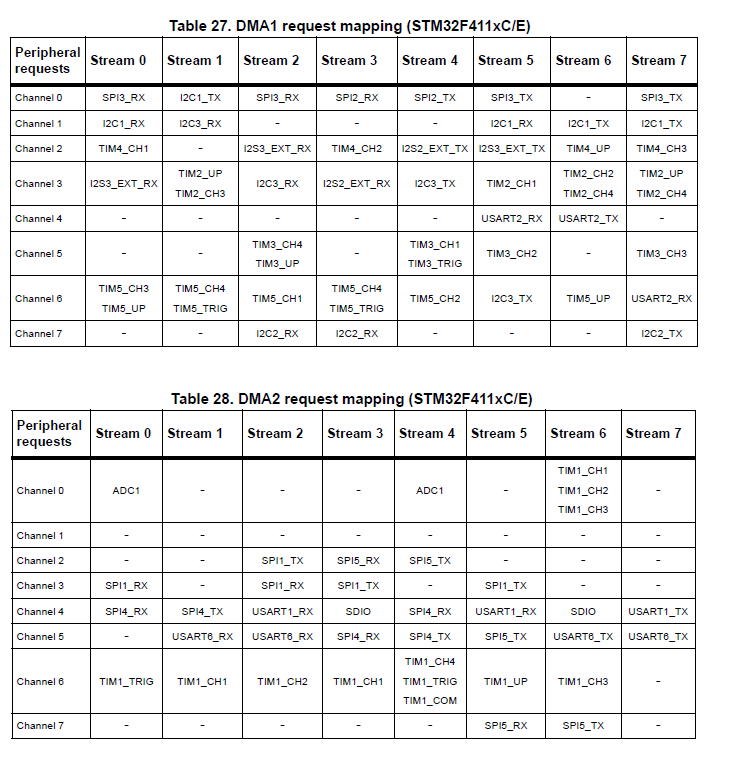 Table 27. DMA1 request mapping (STM32F411xC/E)
Peripheral requests Stream 0 Stream 1 Stream 2 Stream 3 Stream 4 Stream 5 Stream 6 Stream 7
Channel 0 SPI3_RX I2C1_TX SPI3_RX SPI2_RX SPI2_TX SPI3_TX - SPI3_TX
Channel 1 I2C1_RX I2C3_RX - - - I2C1_RX I2C1_TX I2C1_TX
Channel 2 TIM4_CH1 - I2S3_EXT_RX TIM4_CH2 I2S2_EXT_TX I2S3_EXT_TX TIM4_UP TIM4_CH3
Channel 3 I2S3_EXT_RX TIM2_UP TIM2_CH3 I2C3_RX I2S2_EXT_RX I2C3_TX TIM2_CH1 TIM2_CH2 TIM2_CH4 TIM2_UP TIM2_CH4
Channel 4 - - - - - USART2_RX USART2_TX -
Channel 5 - - TIM3_CH4 TIM3_UP - TIM3_CH1 TIM3_TRIG TIM3_CH2 - TIM3_CH3
Channel 6 TIM5_CH3 TIM5_UP TIM5_CH4 TIM5_TRIG TIM5_CH1 TIM5_CH4 TIM5_TRIG TIM5_CH2 I2C3_TX TIM5_UP USART2_RX
Channel 7 - - I2C2_RX I2C2_RX - - - I2C2_TX
Table 28. DMA2 request mapping (STM32F411xC/E)
Peripheral requests Stream 0 Stream 1 Stream 2 Stream 3 Stream 4 Stream 5 Stream 6 Stream 7
Channel 0 ADC1 - - - ADC1 - TIM1_CH1 TIM1_CH2 TIM1_CH3 -
Channel 1 - - - - - - - -
Channel 2 - - SPI1_TX SPI5_RX SPI5_TX - - -
Channel 3 SPI1_RX - SPI1_RX SPI1_TX - SPI1_TX - -
Channel 4 SPI4_RX SPI4_TX USART1_RX SDIO SPI4_RX USART1_RX SDIO USART1_TX
Channel 5 - USART6_RX USART6_RX SPI4_RX SPI4_TX SPI5_TX USART6_TX USART6_TX
Channel 6 TIM1_TRIG TIM1_CH1 TIM1_CH2 TIM1_CH1 TIM1_CH4 TIM1_TRIG TIM1_COM TIM1_UP TIM1_CH3 -
Channel 7 - - - - - SPI5_RX SPI5_TX -